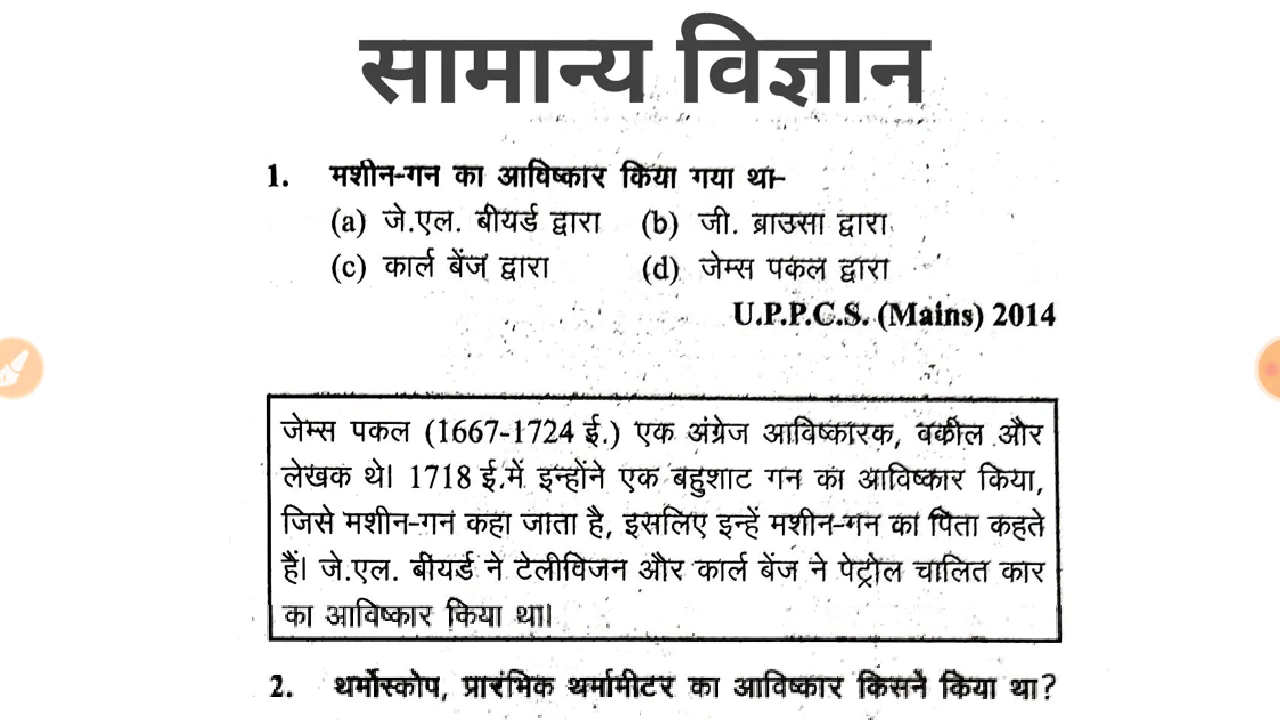 सामान्य विज्ञान
1. मशीन-गन का आविष्कार किया गया था-
(a) जे.एल. बीयर्ड द्वारा (b) जी. ब्राउसा द्वारा
(c) कार्ल बेंज द्वारा (d) जेम्स पकल द्वारा
U.P.P.C.S. (Mains) 2014
जेम्स पकल (1667-1724 ई.) एक अंग्रेज आविष्कारक, वकील और
लेखक थे। 1718 ई.में इन्होंने एक बहुशाट गन का आविष्कार किया,
जिसे मशीन-गन कहा जाता है, इसलिए इन्हें मशीन-गन का पिता कहते
हैं। जे.एल. बीयर्ड ने टेलीविजन और कार्ल बेंज ने पेट्रोल चालित कार
का आविष्कार किया था।
2. थर्मोस्कोप, प्रारंभिक थर्मामीटर का आविष्कार किसने किया था?